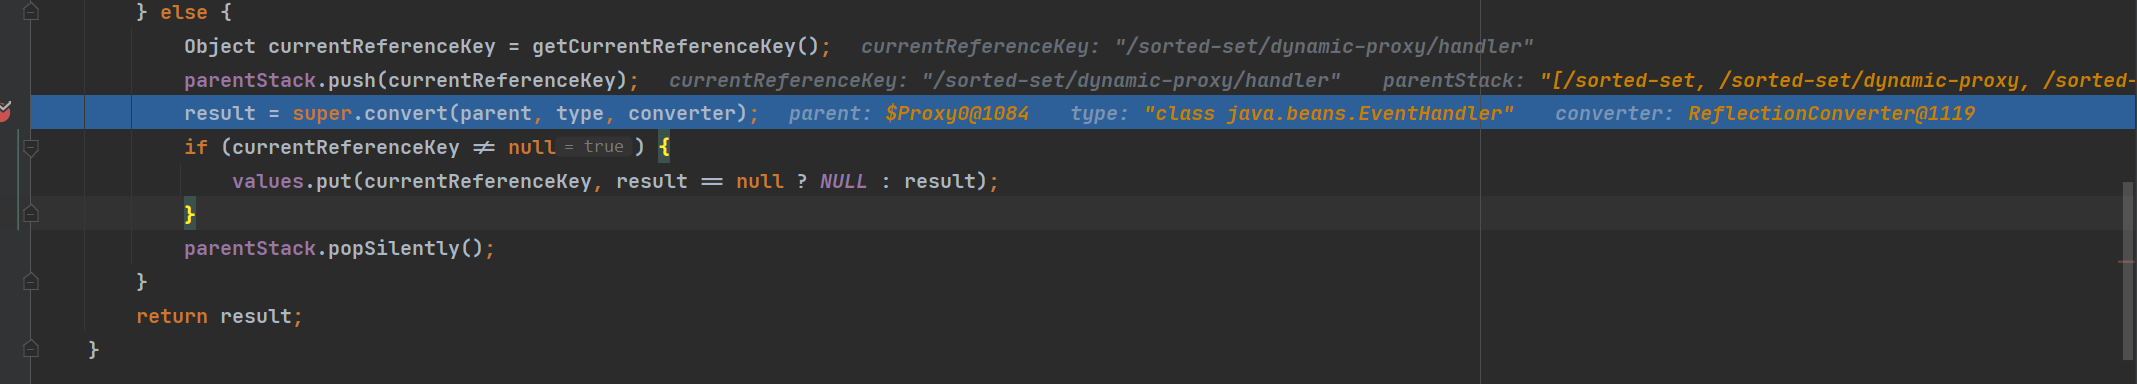 } else {
Object currentReferenceKey = getCurrentReferenceKey(); currentReferenceKey: "/sorted-set/dynamic-proxy/handler"
parentStack.push(currentReferenceKey); currentReferenceKey: "/sorted-set/dynamic-proxy/handler" parentStack: "[/sorted-set, /sorted-set/dynamic-proxy, /sorted-
result = super.convert(parent, type, converter); parent: $Proxy0@1084 type: "class java.beans.EventHandler" converter: ReflectionConverter@1119
if (currentReferenceKey != null = true ) {
values.put(currentReferenceKey, result == null ? NULL : result);
}
parentStack.popSilently();
}
return result;
}